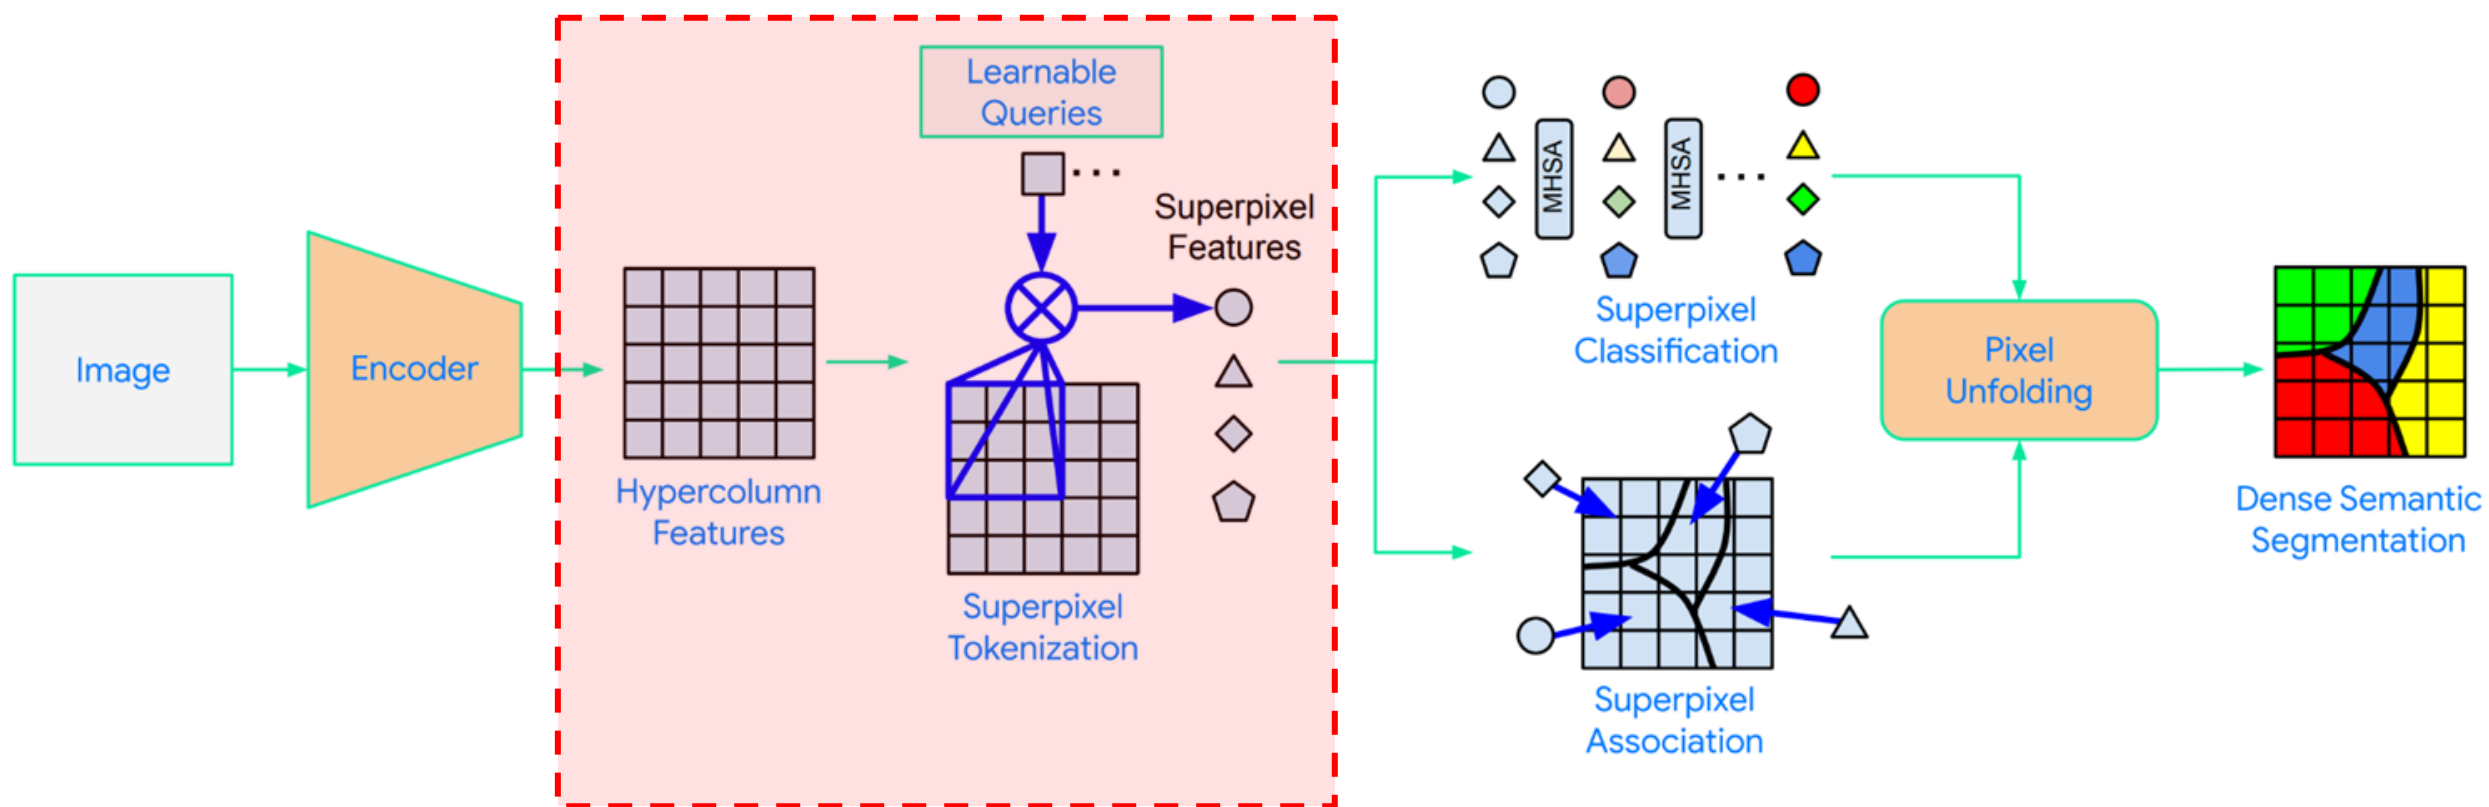 Image
Encoder
Hypercolumn
Features
Learnable
Queries
Superpixel
Features
Superpixel
Tokenization
MHSA
MHSA
Superpixel
Classification
Superpixel
Association
Pixel
Unfolding
Dense Semantic
Segmentation